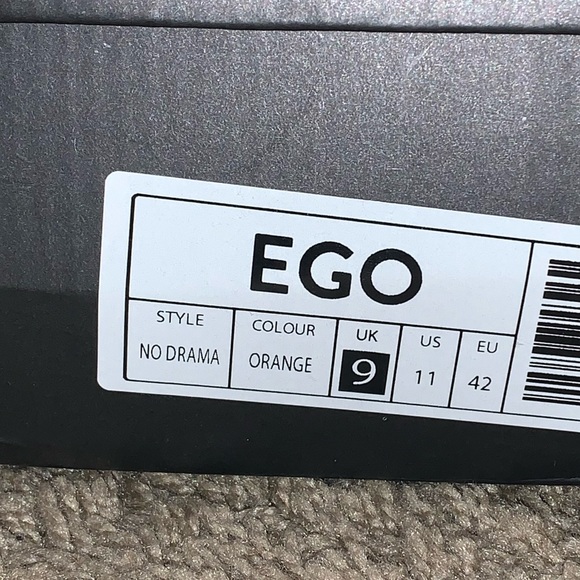 EGO
STYLE COLOUR UK US EU
NO DRAMA ORANGE 9 11 42